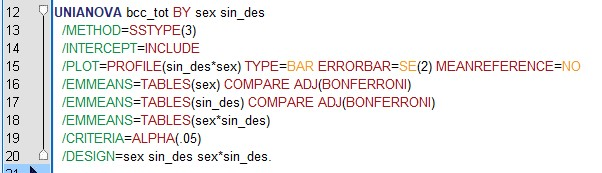 12 UNIANOVA bcc_tot BY sex sin_des
13 /METHOD=SSTYPE(3)
14 /INTERCEPT=INCLUDE
15 /PLOT=PROFILE(sin_des*sex) TYPE=BAR ERRORBAR=SE(2) MEANREFERENCE=NO
16 /EMMEANS=TABLES(sex) COMPARE ADJ(BONFERRONI)
17 /EMMEANS=TABLES(sin_des) COMPARE ADJ(BONFERRONI)
18 /EMMEANS=TABLES(sex*sin_des)
19 /CRITERIA=ALPHA(.05)
20 /DESIGN=sex sin_des sex*sin_des.
21